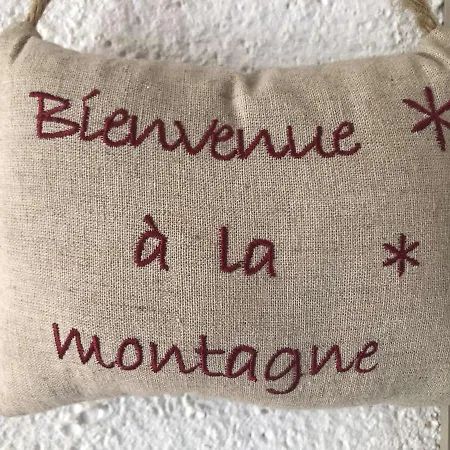 Bienvenue
à la
montagne